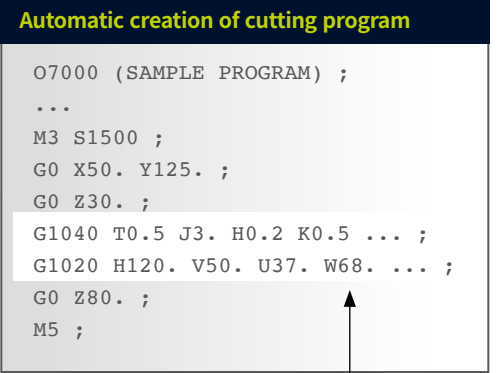 Automatic creation of cutting program
O7000 (SAMPLE PROGRAM) ;
...
M3 S1500 ;
G0 X50. Y125. ;
G0 Z30. ;
G1040 T0.5 J3. H0.2 K0.5 ... ;
G1020 H120. V50. U37. W68. ... ;
G0 Z80. ;
M5 ;